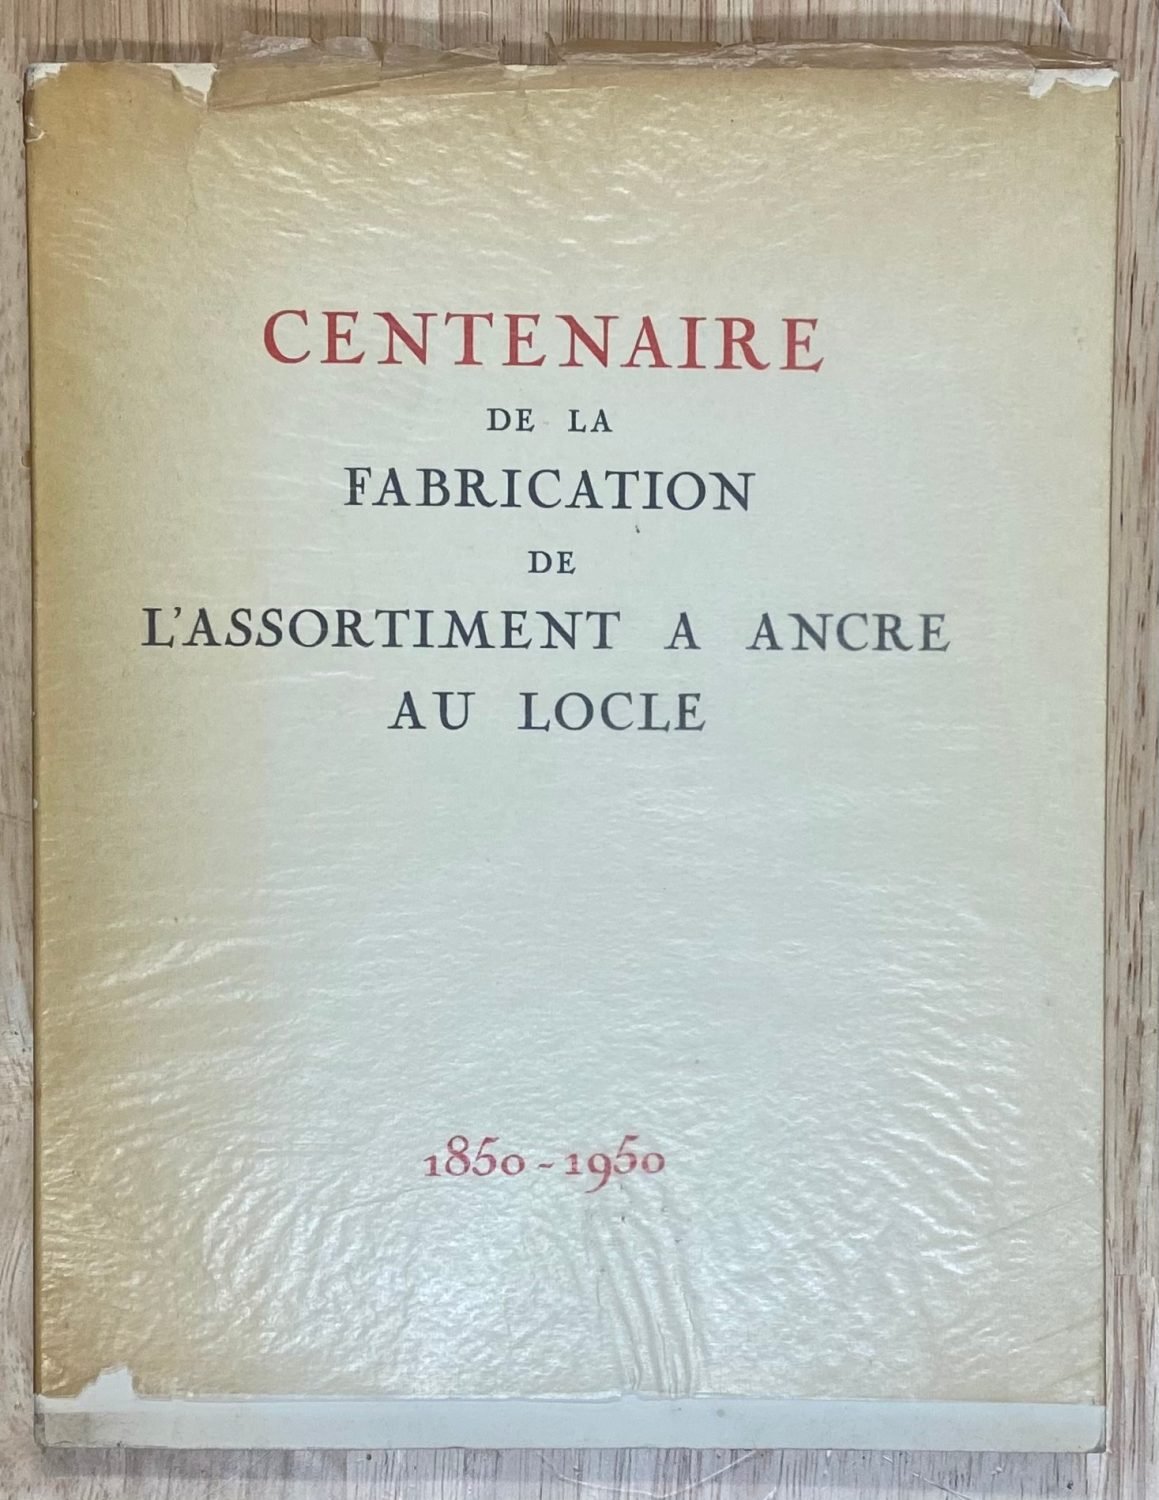 CENTENAIRE
DE LA
FABRICATION
DE
L'ASSORTIMENT A ANCRE
AU LOCLE
1850-1950